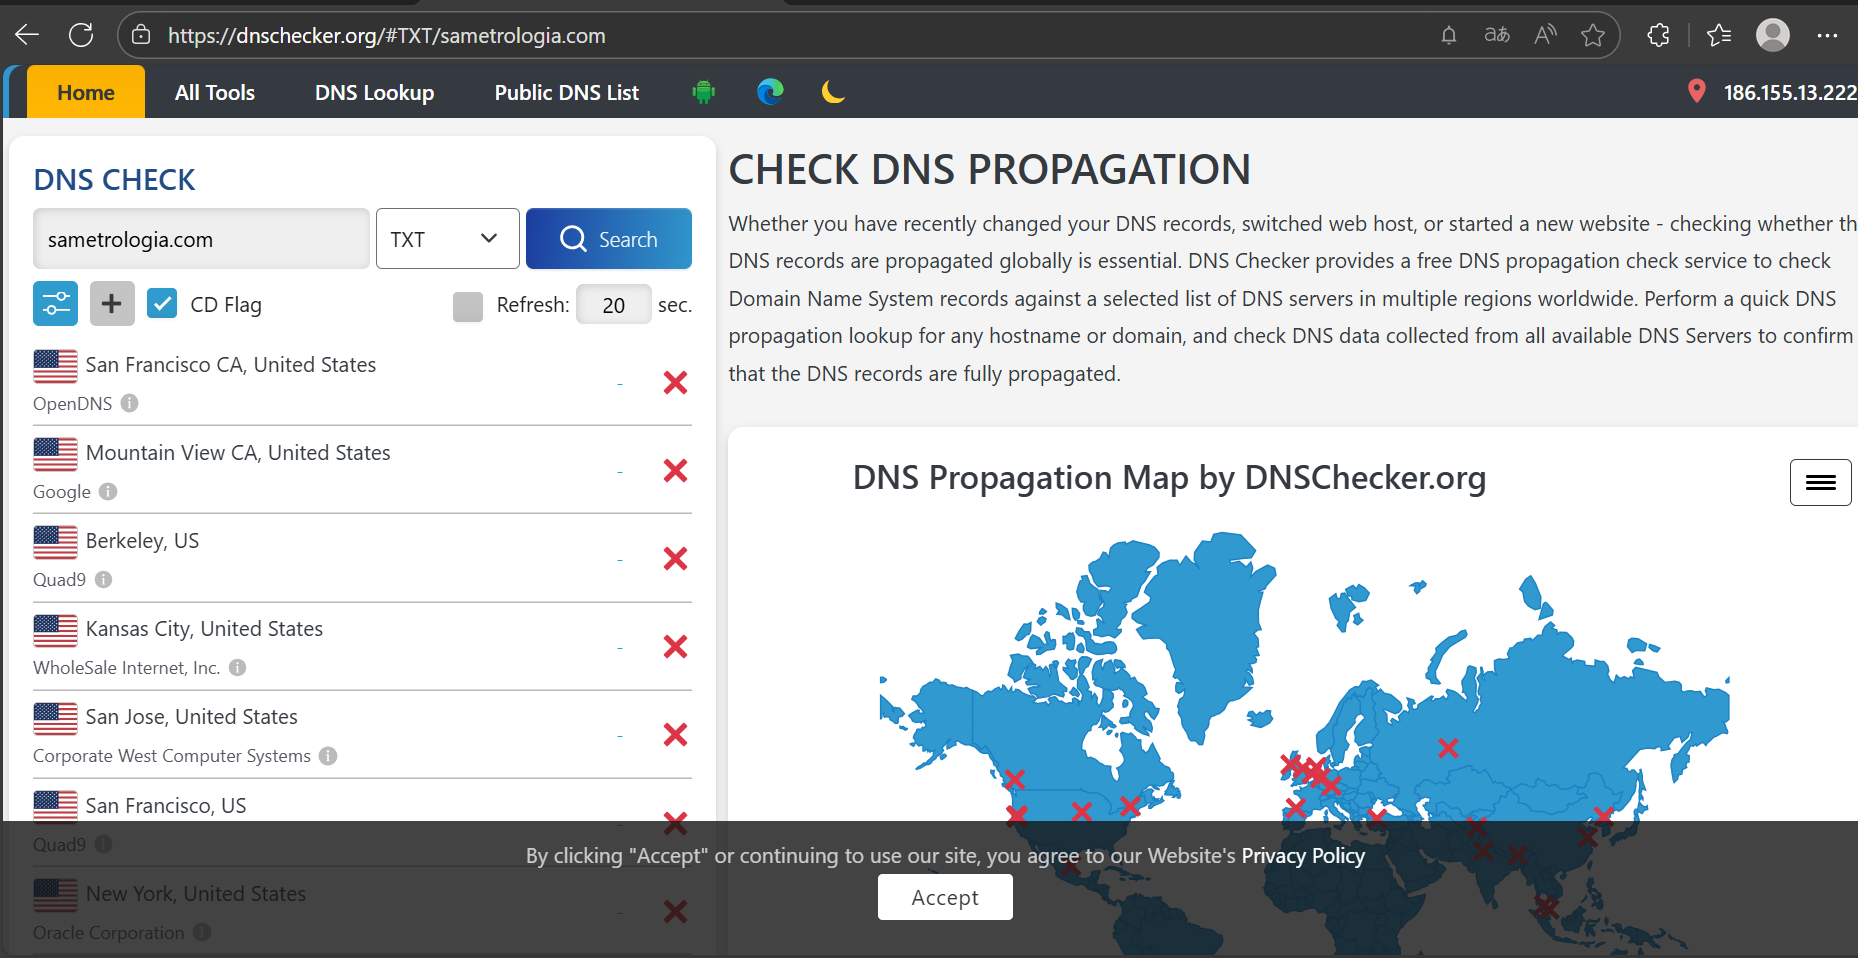 https://dnschecker.org/#TXT/sametrologia.com
Home
All Tools
DNS Lookup
Public DNS List
186.155.13.222
DNS CHECK
sametrologia.com
TXT
Search
CD Flag
Refresh: 20 sec.
San Francisco CA, United States
OpenDNS
-
Mountain View CA, United States
Google
-
Berkeley, US
Quad9
-
Kansas City, United States
WholeSale Internet, Inc.
-
San Jose, United States
Corporate West Computer Systems
-
San Francisco, US
Quad9
-
New York, United States
Oracle Corporation
-
CHECK DNS PROPAGATION
Whether you have recently changed your DNS records, switched web host, or started a new website - checking whether th
DNS records are propagated globally is essential. DNS Checker provides a free DNS propagation check service to check
Domain Name System records against a selected list of DNS servers in multiple regions worldwide. Perform a quick DNS
propagation lookup for any hostname or domain, and check DNS data collected from all available DNS Servers to confirm
that the DNS records are fully propagated.
DNS Propagation Map by DNSChecker.org
By clicking "Accept" or continuing to use our site, you agree to our Website's Privacy Policy
Accept